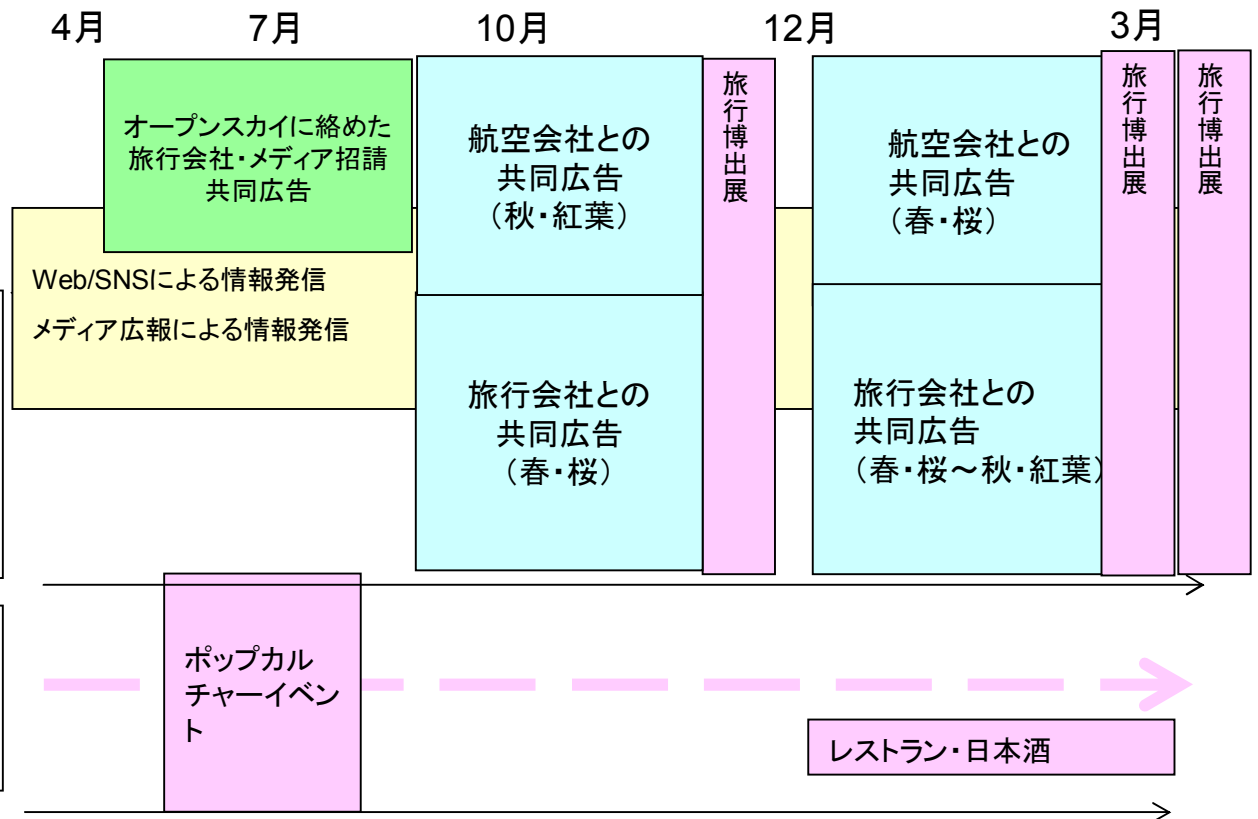 4月
7月
10月
12月
3月
オープンスカイに絡めた
旅行会社・メディア招請
共同広告
航空会社との
共同広告
（秋・紅葉）
旅行博出展
航空会社との
共同広告
（春・桜）
旅行博出展
旅行博出展
Web/SNSによる情報発信
メディア広報による情報発信
旅行会社との
共同広告
（春・桜）
旅行会社との
共同広告
（春・桜～秋・紅葉）
ポップカル
チャーイベン
ト
レストラン・日本酒